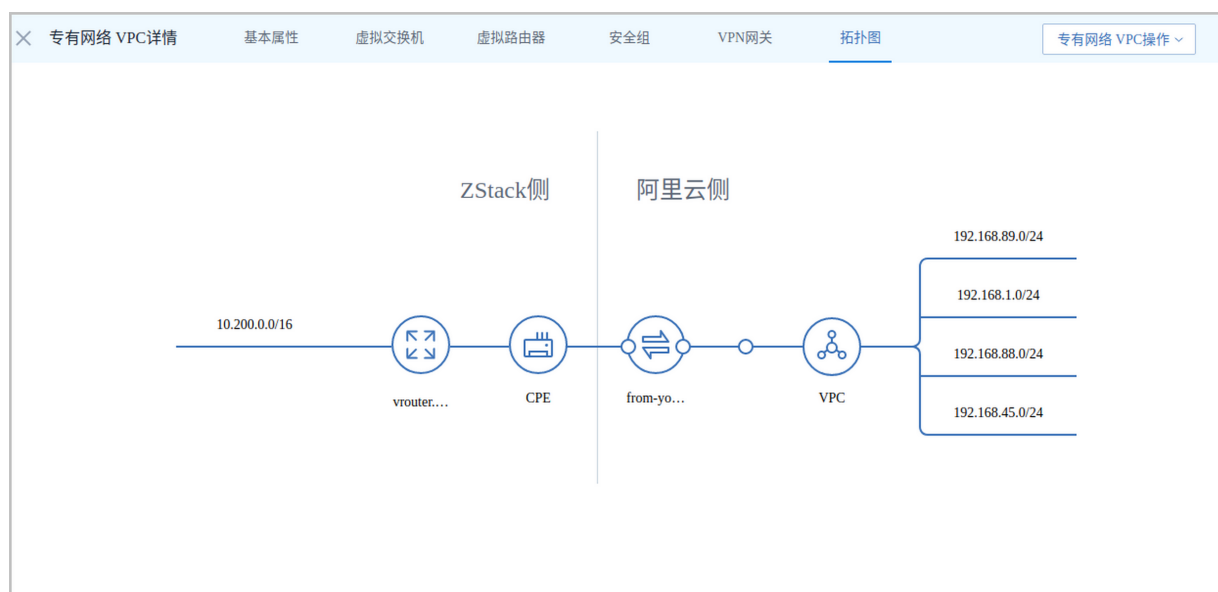 专有网络 VPC详情 基本属性 虚拟交换机 虚拟路由器 安全组 VPN网关 拓扑图 专有网络 VPC操作
ZStack侧 阿里云侧
192.168.89.0/24
192.168.1.0/24
10.200.0.0/16
192.168.88.0/24
vrouter.… CPE from-yo… VPC
192.168.45.0/24